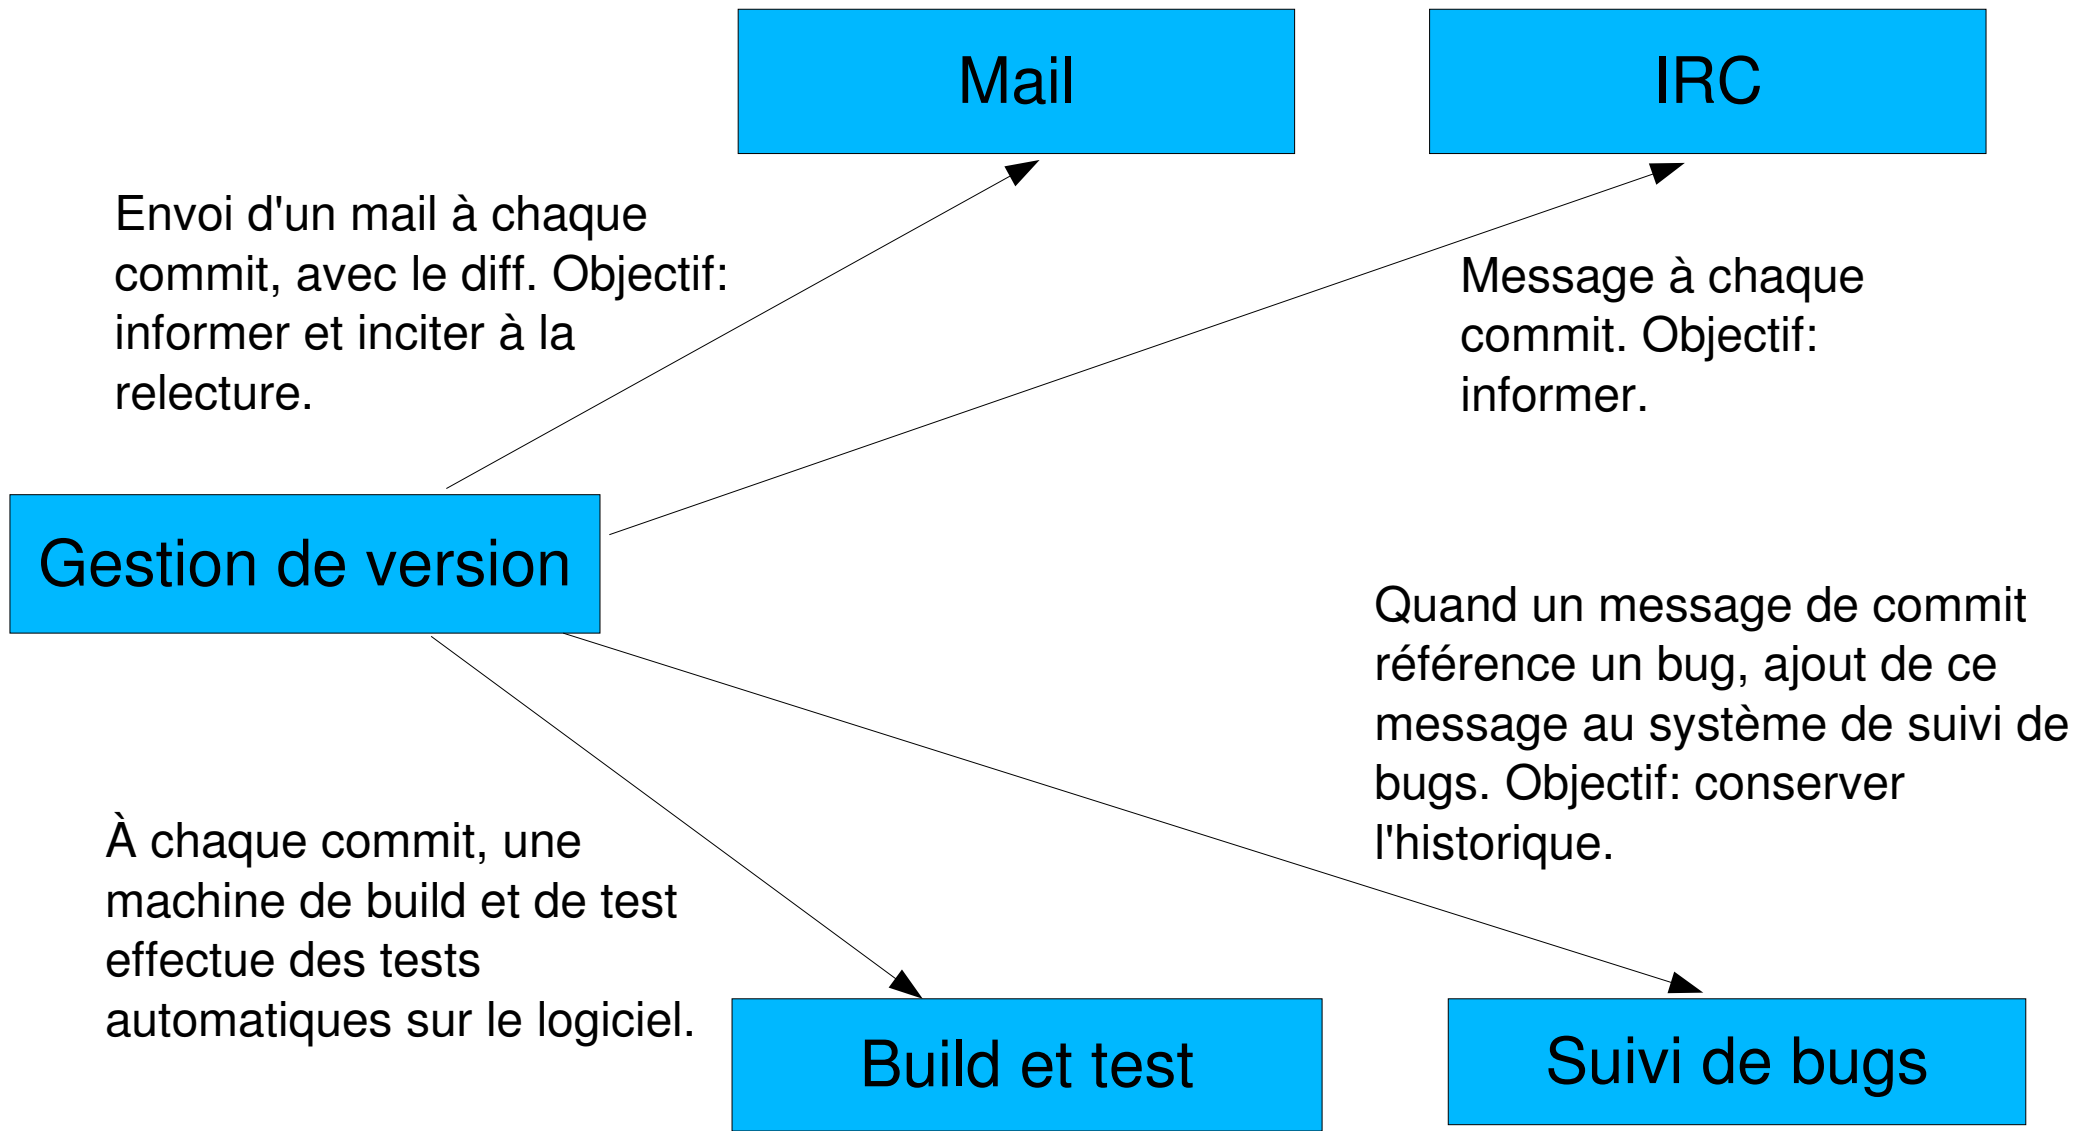 Mail
IRC
Envoi d'un mail à chaque
commit, avec le diff. Objectif:
informer et inciter à la
relecture.
Message à chaque
commit. Objectif:
informer.
Gestion de version
Quand un message de commit
référence un bug, ajout de ce
message au système de suivi de
bugs. Objectif: conserver
l'historique.
À chaque commit, une
machine de build et de test
effectue des tests
automatiques sur le logiciel.
Build et test
Suivi de bugs